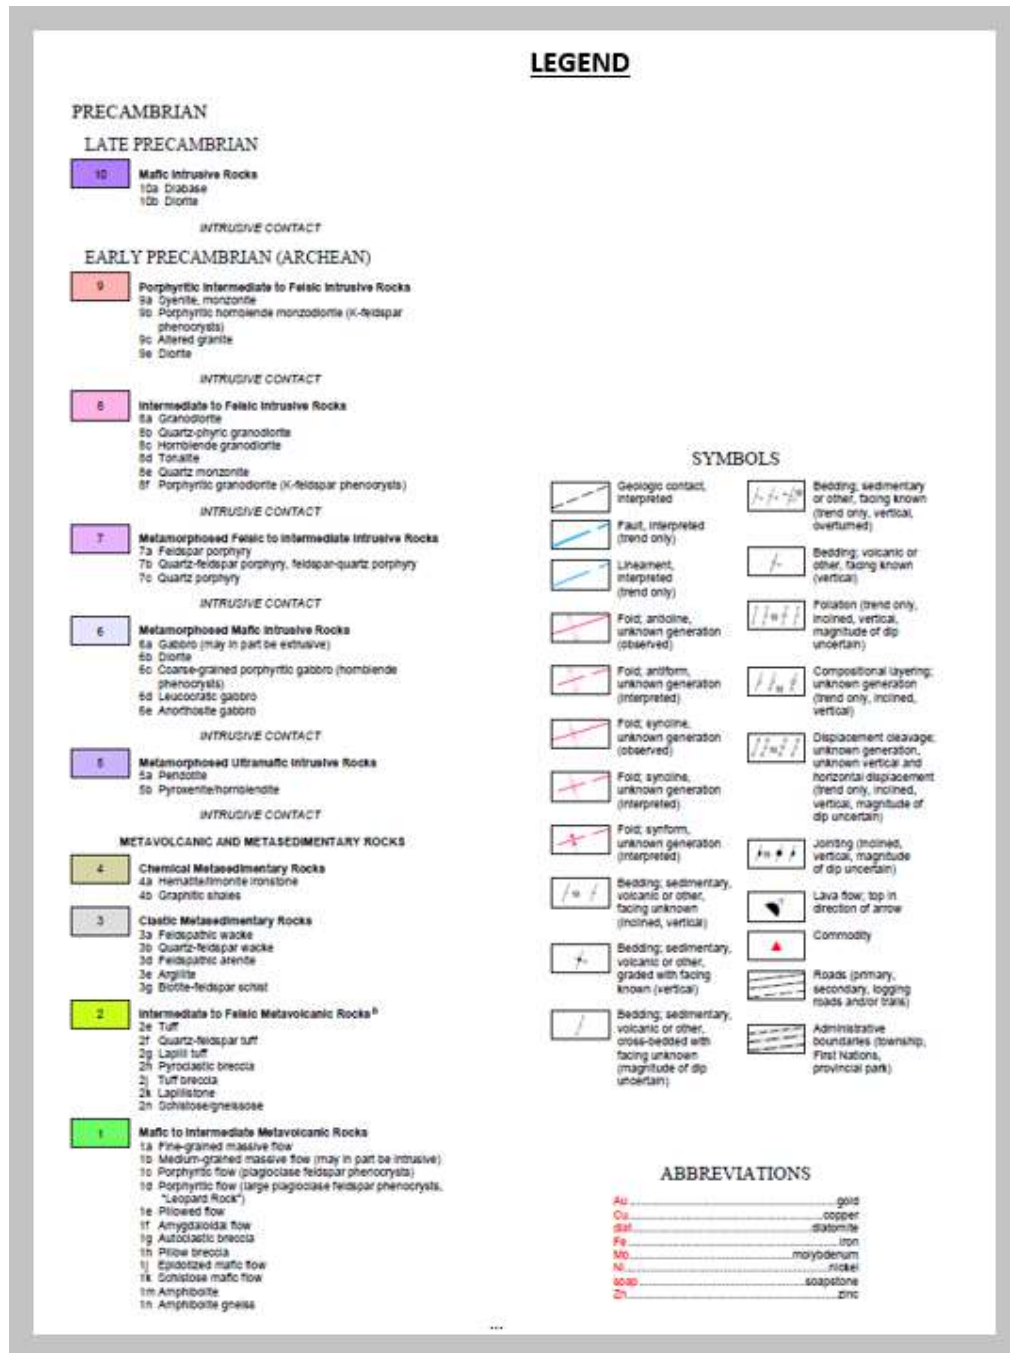 LEGEND
PRECAMBRIAN
LATE PRECAMBRIAN
10
Mafic Intrusive Rocks
10a Diabase
10b Diorite
INTRUSIVE CONTACT
EARLY PRECAMBRIAN (ARCHEAN)
9
Porphyritic Intermediate to Felsic Intrusive Rocks
9a Syenite, monzonite
9b Porphyritic hornblende monzodiorite (K-feldspar
phenocrysts)
9c Altered granite
9e Diorite
INTRUSIVE CONTACT
8
Intermediate to Felsic Intrusive Rocks
8a Granodiorite
8b Quartz-phyric granodiorite
8c Hornblende granodiorite
8d Tonalite
8e Quartz monzonite
8f Porphyritic granodiorite (K-feldspar phenocrysts)
INTRUSIVE CONTACT
7
Metamorphosed Felsic to Intermediate Intrusive Rocks
7a Feldspar porphyry
7b Quartz-feldspar porphyry, feldspar-quartz porphyry
7c Quartz porphyry
INTRUSIVE CONTACT
6
Metamorphosed Mafic Intrusive Rocks
6a Gabbro (may in part be extrusive)
6b Diorite
6c Coarse-grained porphyritic gabbro (hornblende
phenocrysts)
6d Leucocratic gabbro
6e Anorthosite gabbro
INTRUSIVE CONTACT
5
Metamorphosed Ultramafic Intrusive Rocks
5a Peridotite
5b Pyroxenite/hornblendite
INTRUSIVE CONTACT
METAVOLCANIC AND METASEDIMENTARY ROCKS
4
Chemical Metasedimentary Rocks
4a Hematite/limonite ironstone
4b Graphitic shales
3
Clastic Metasedimentary Rocks
3a Feldspathic wacke
3b Quartz-feldspar wacke
3d Feldspathic arenite
3e Argillite
3g Biotite-feldspar schist
2
Intermediate to Felsic Metavolcanic Rocks b
2e Tuff
2f Quartz-feldspar tuff
2g Lapilli tuff
2h Pyroclastic breccia
2j Tuff breccia
2k Lapillistone
2n Schistose/gneissose
1
Mafic to Intermediate Metavolcanic Rocks
1a Fine-grained massive flow
1b Medium-grained massive flow (may in part be intrusive)
1c Porphyritic flow (plagioclase feldspar phenocrysts)
1d Porphyritic flow (large plagioclase feldspar phenocrysts,
"Leopard Rock")
1e Pillowed flow
1f Amygdaloidal flow
1g Autoclastic breccia
1h Pillow breccia
1j Epidotized mafic flow
1k Schistose mafic flow
1m Amphibolite
1n Amphibolite gneiss
SYMBOLS
Geologic contact,
interpreted
Fault, interpreted
(trend only)
Lineament,
interpreted
(trend only)
Fold; anticline,
unknown generation
(observed)
Fold; antiform,
unknown generation
(interpreted)
Fold; syncline,
unknown generation
(observed)
Fold; syncline,
unknown generation
(interpreted)
Fold; synform,
unknown generation
(interpreted)
Bedding; sedimentary,
volcanic or other,
facing unknown
(inclined, vertical)
Bedding; sedimentary,
volcanic or other,
graded with facing
known (vertical)
Bedding; sedimentary,
volcanic or other,
cross-bedded with
facing unknown
(magnitude of dip
uncertain)
Bedding; sedimentary
or other, facing known
(trend only, vertical,
overturned)
Bedding; volcanic or
other, facing known
(vertical)
Foliation (trend only,
inclined, vertical,
magnitude of dip
uncertain)
Compositional layering;
unknown generation
(trend only, inclined,
vertical)
Displacement cleavage;
unknown generation,
unknown vertical and
horizontal displacement
(trend only, inclined,
vertical, magnitude of
dip uncertain)
Jointing (inclined,
vertical, magnitude
of dip uncertain)
Lava flow; top in
direction of arrow
Commodity
Roads (primary,
secondary, logging
roads and/or trails)
Administrative
boundaries (township,
First Nations,
provincial park)
ABBREVIATIONS
Au gold
Cu copper
diat diatomite
Fe iron
Mo molybdenum
Ni nickel
soap soapstone
Zn zinc
...